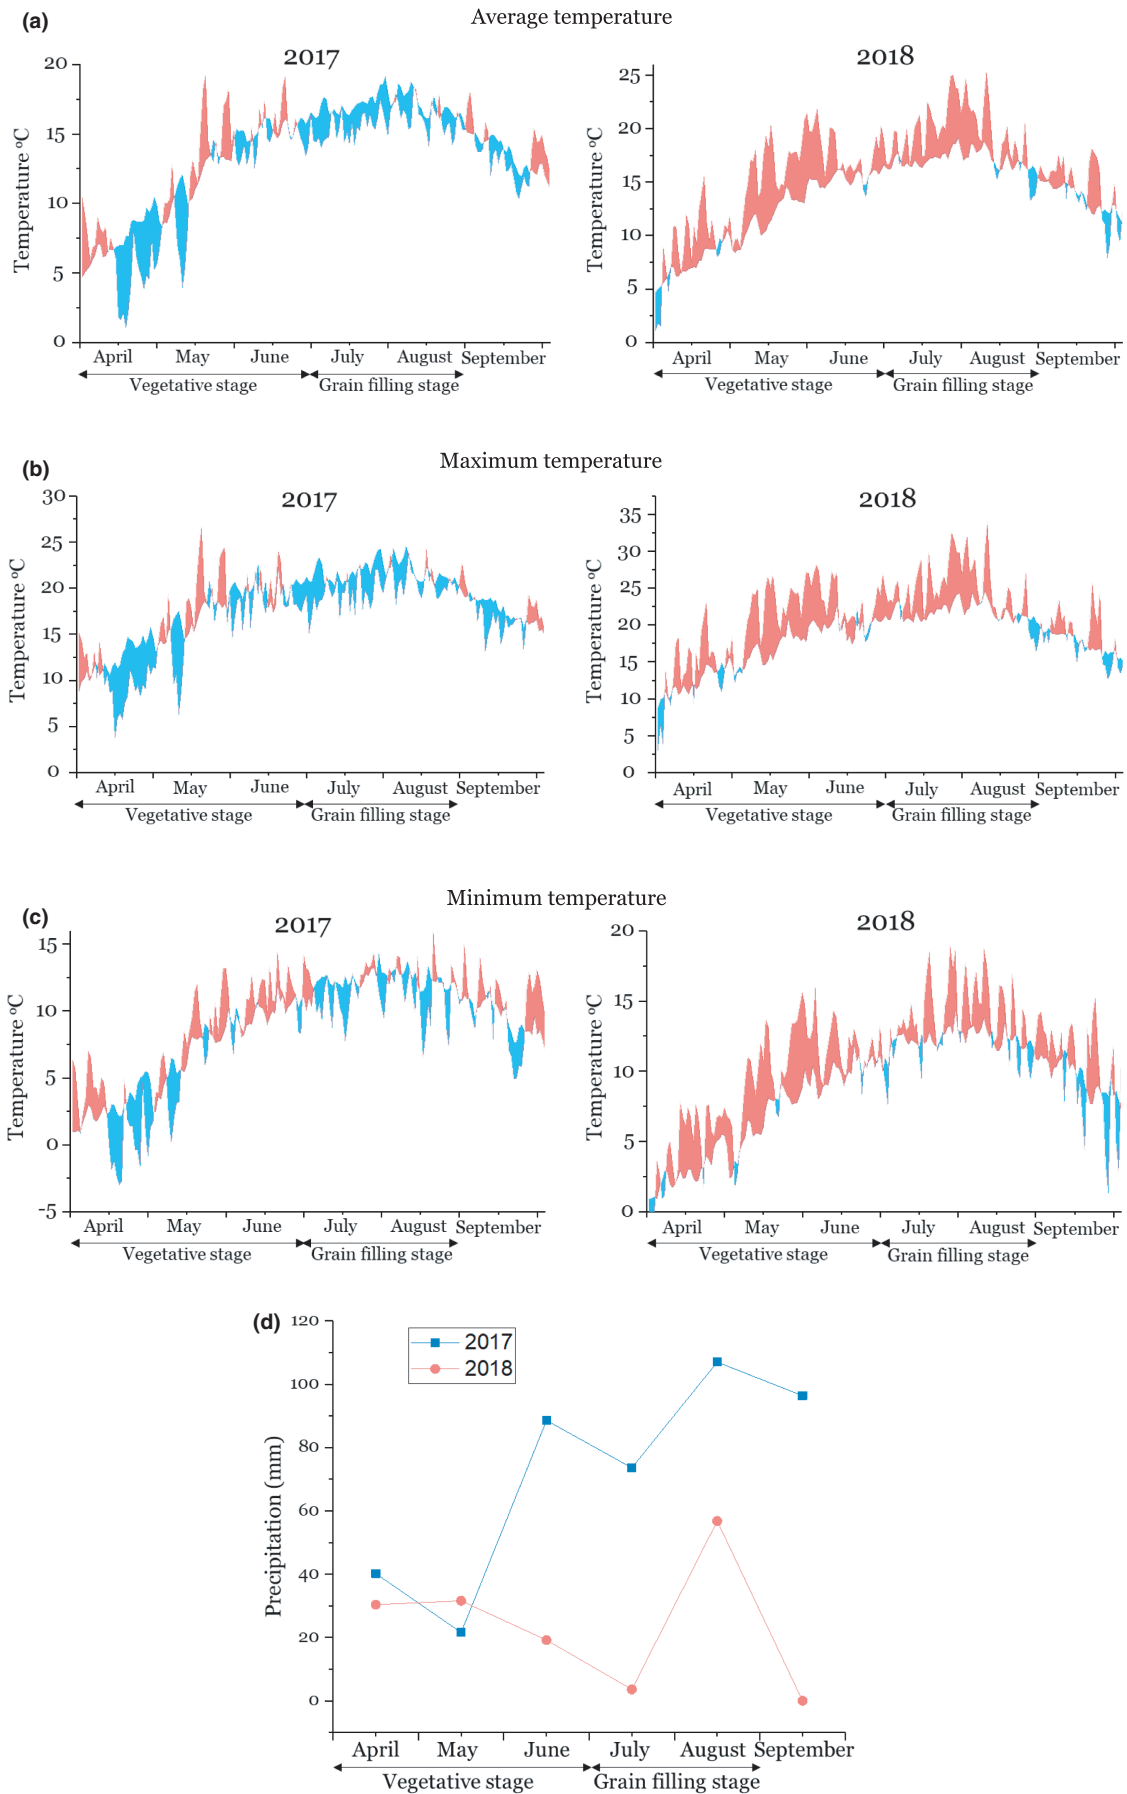 (a)
Average temperature
2017
2018
Temperature ºC
20
15
10
5
0
April May June July August September
Vegetative stage Grain filling stage
Temperature ºC
25
20
15
10
5
0
April May June July August September
Vegetative stage Grain filling stage
(b)
Maximum temperature
2017
2018
Temperature ºC
30
25
20
15
10
5
0
April May June July August September
Vegetative stage Grain filling stage
Temperature ºC
35
30
25
20
15
10
5
0
April May June July August September
Vegetative stage Grain filling stage
(c)
Minimum temperature
2017
2018
Temperature ºC
15
10
5
0
-5
April May June July August September
Vegetative stage Grain filling stage
Temperature ºC
20
15
10
5
0
April May June July August September
Vegetative stage Grain filling stage
(d)
2017
2018
Precipitation (mm)
120
100
80
60
40
20
0
April May June July August September
Vegetative stage Grain filling stage